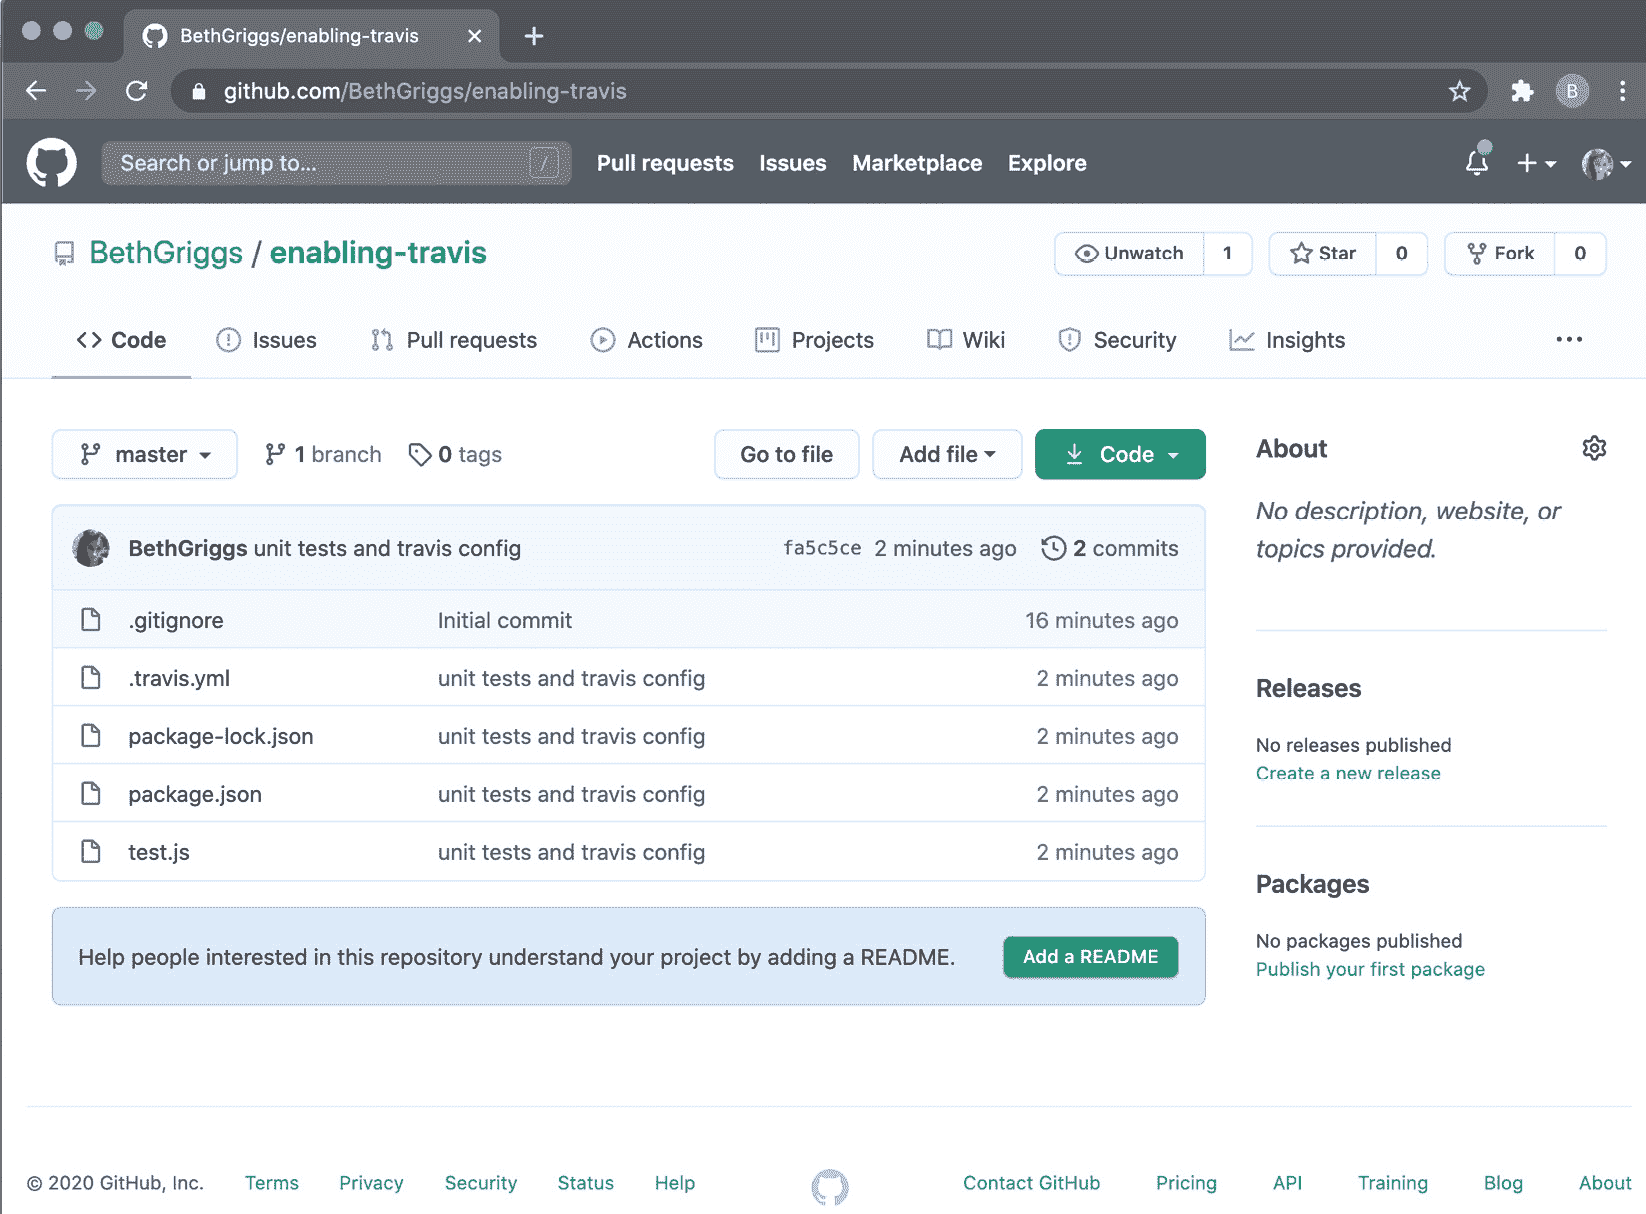 BethGriggs/enabling-travis
github.com/BethGriggs/enabling-travis
B
Search or jump to... /
Pull requests Issues Marketplace Explore
BethGriggs / enabling-travis
Unwatch 1 Star 0 Fork 0
Code Issues Pull requests Actions Projects Wiki Security Insights
master 1 branch 0 tags Go to file Add file Code
BethGriggs unit tests and travis config fa5c5ce 2 minutes ago 2 commits
.gitignore Initial commit 16 minutes ago
.travis.yml unit tests and travis config 2 minutes ago
package-lock.json unit tests and travis config 2 minutes ago
package.json unit tests and travis config 2 minutes ago
test.js unit tests and travis config 2 minutes ago
Help people interested in this repository understand your project by adding a README. Add a README
About
No description, website, or
topics provided.
Releases
No releases published
Create a new release
Packages
No packages published
Publish your first package
© 2020 GitHub, Inc. Terms Privacy Security Status Help Contact GitHub Pricing API Training Blog About